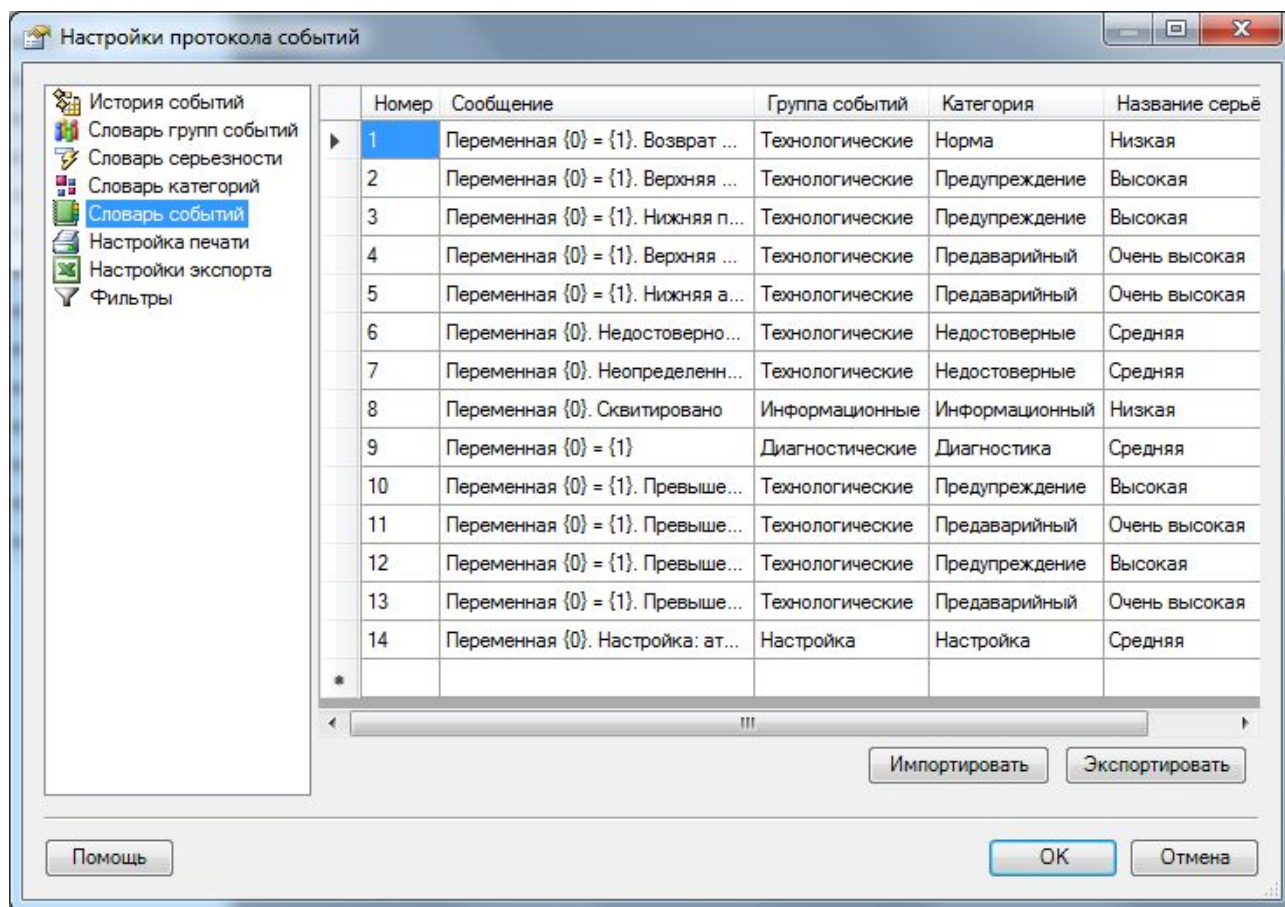 Настройки протокола событий
История событий
Словарь групп событий
Словарь серьезности
Словарь категорий
Словарь событий
Настройка печати
Настройки экспорта
Фильтры
Номер Сообщение Группа событий Категория Название серьё
1 Переменная {0} = {1}. Возврат ... Технологические Норма Низкая
2 Переменная {0} = {1}. Верхняя ... Технологические Предупреждение Высокая
3 Переменная {0} = {1}. Нижняя п... Технологические Предупреждение Высокая
4 Переменная {0} = {1}. Верхняя ... Технологические Предаварийный Очень высокая
5 Переменная {0} = {1}. Нижняя а... Технологические Предаварийный Очень высокая
6 Переменная {0}. Недостоверно... Технологические Недостоверные Средняя
7 Переменная {0}. Неопределенн... Технологические Недостоверные Средняя
8 Переменная {0}. Сквитировано Информационные Информационный Низкая
9 Переменная {0} = {1} Диагностические Диагностика Средняя
10 Переменная {0} = {1}. Превыше... Технологические Предупреждение Высокая
11 Переменная {0} = {1}. Превыше... Технологические Предаварийный Очень высокая
12 Переменная {0} = {1}. Превыше... Технологические Предупреждение Высокая
13 Переменная {0} = {1}. Превыше... Технологические Предаварийный Очень высокая
14 Переменная {0}. Настройка: ат... Настройка Настройка Средняя
Импортировать Экспортировать
Помощь OK Отмена